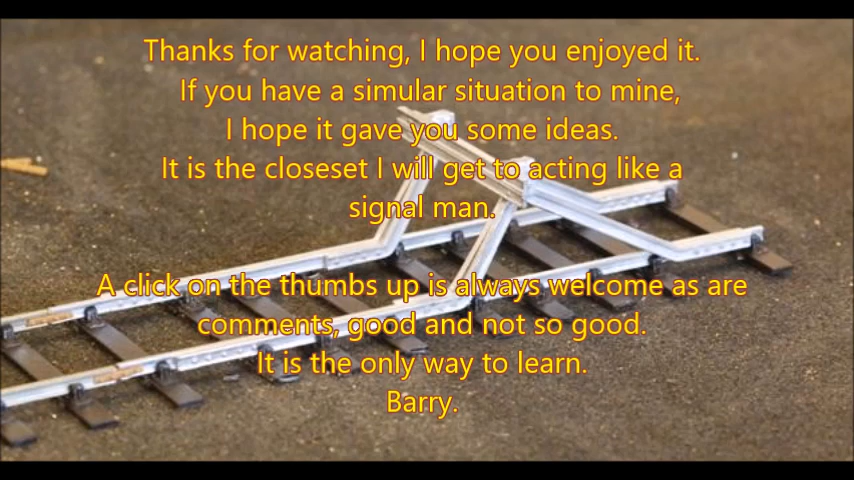 Thanks for watching, I hope you enjoyed it.
If you have a simular situation to mine,
I hope it gave you some ideas.
It is the closeset I will get to acting like a
signal man.
A click on the thumbs up is always welcome as are
comments, good and not so good.
It is the only way to learn.
Barry.